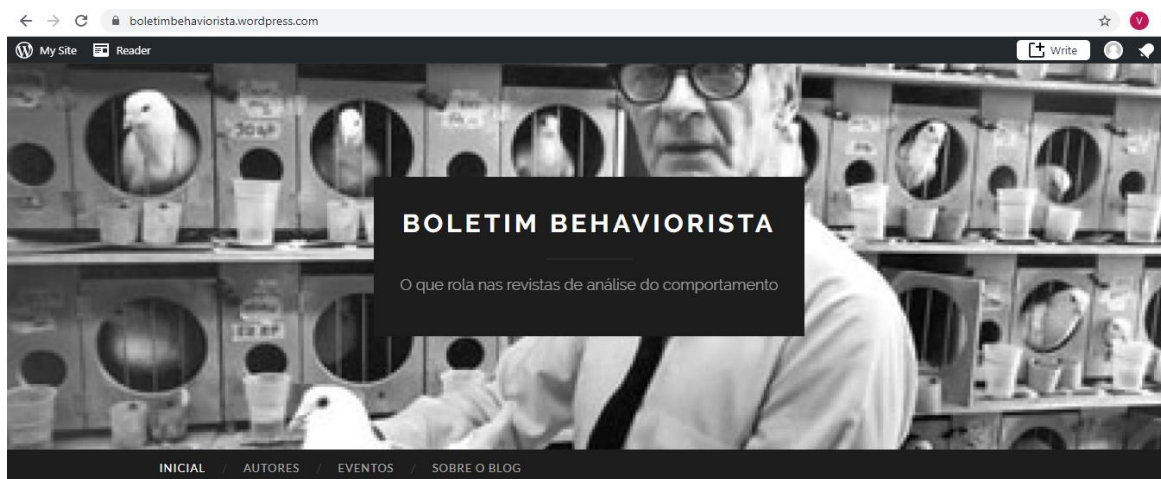 boletimbehaviorista.wordpress.com
V
My Site
Reader
Write
BOLETIM BEHAVIORISTA
O que rola nas revistas de análise do comportamento
INICIAL / AUTORES / EVENTOS / SOBRE O BLOG